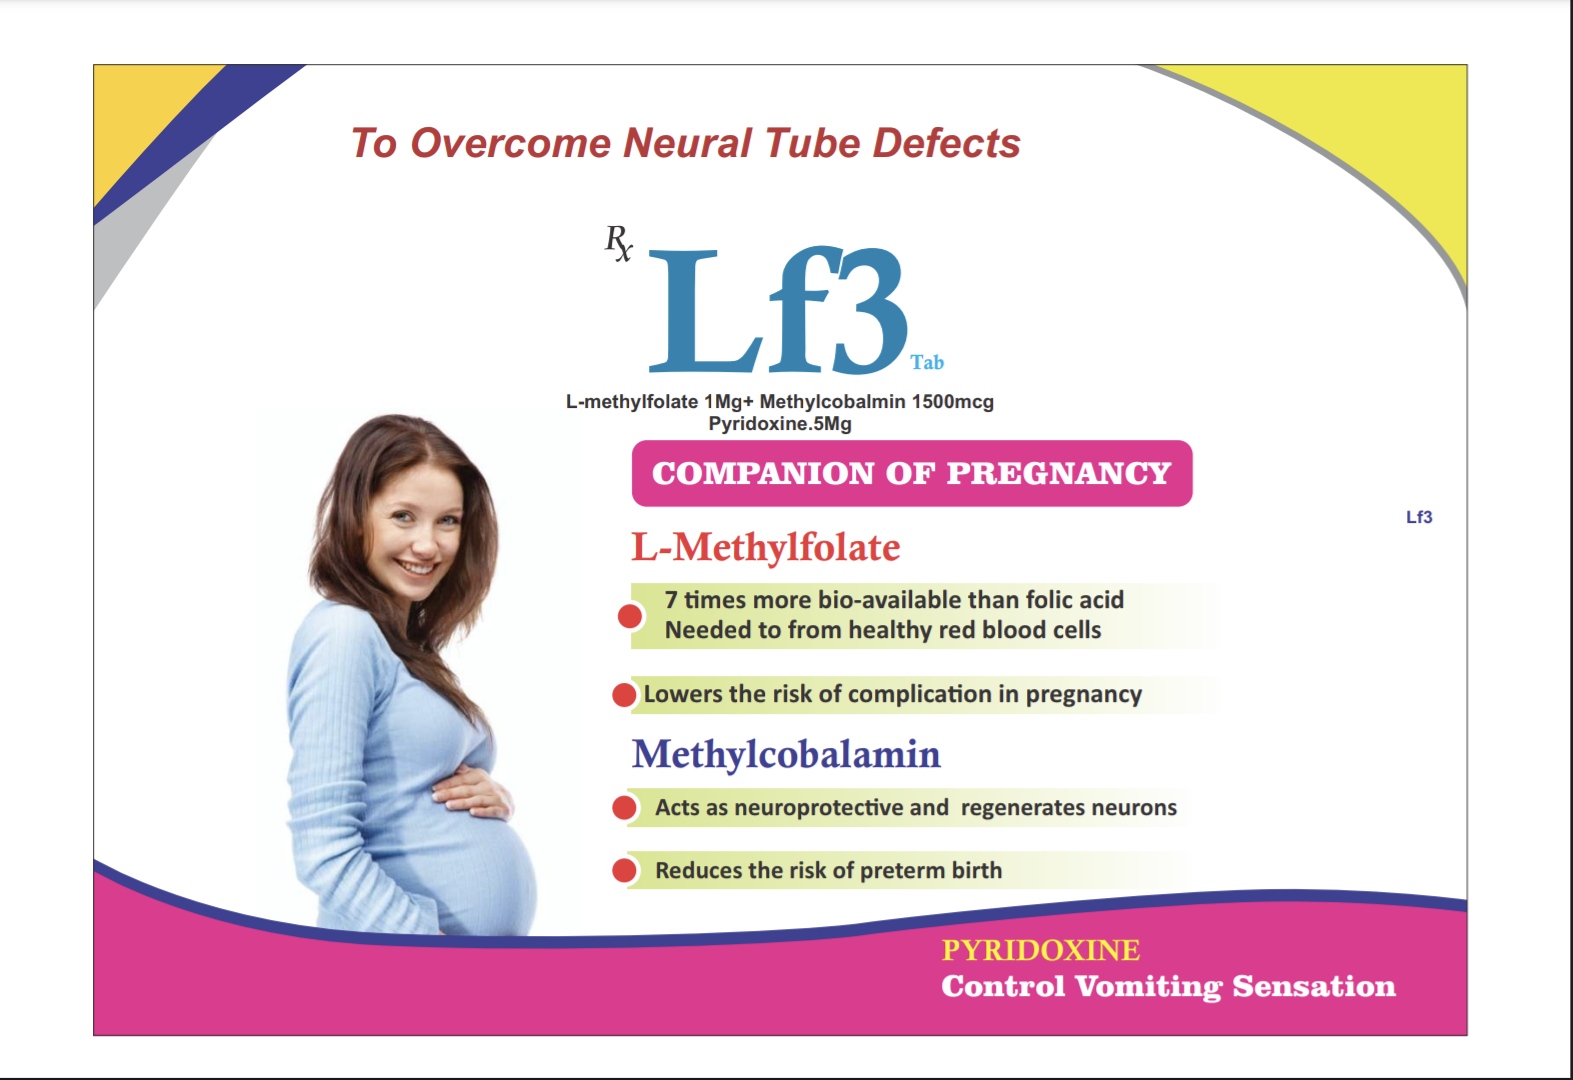 To Overcome Neural Tube Defects
Rx
Lf3 Tab
L-methylfolate 1Mg+ Methylcobalmin 1500mcg
Pyridoxine.5Mg
COMPANION OF PREGNANCY
Lf3
L-Methylfolate
7 times more bio-available than folic acid
Needed to from healthy red blood cells
Lowers the risk of complication in pregnancy
Methylcobalamin
Acts as neuroprotective and regenerates neurons
Reduces the risk of preterm birth
PYRIDOXINE
Control Vomiting Sensation